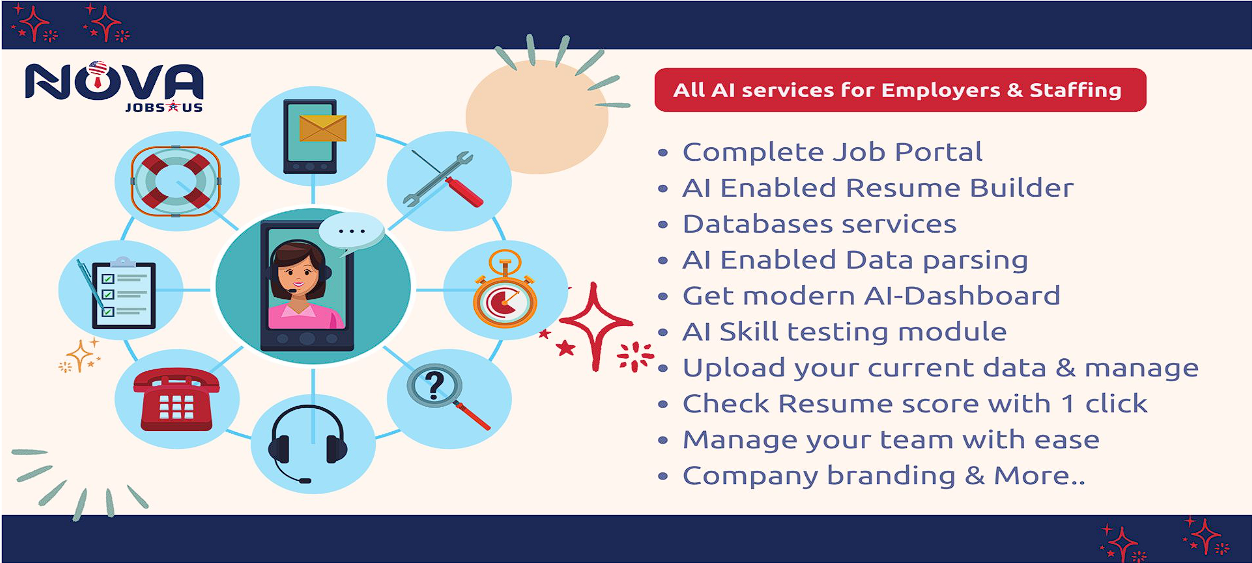 NOVA
JOBS★US
All AI services for Employers & Staffing
• Complete Job Portal
• AI Enabled Resume Builder
• Databases services
• AI Enabled Data parsing
• Get modern AI-Dashboard
• AI Skill testing module
• Upload your current data & manage
• Check Resume score with 1 click
• Manage your team with ease
• Company branding & More..
?